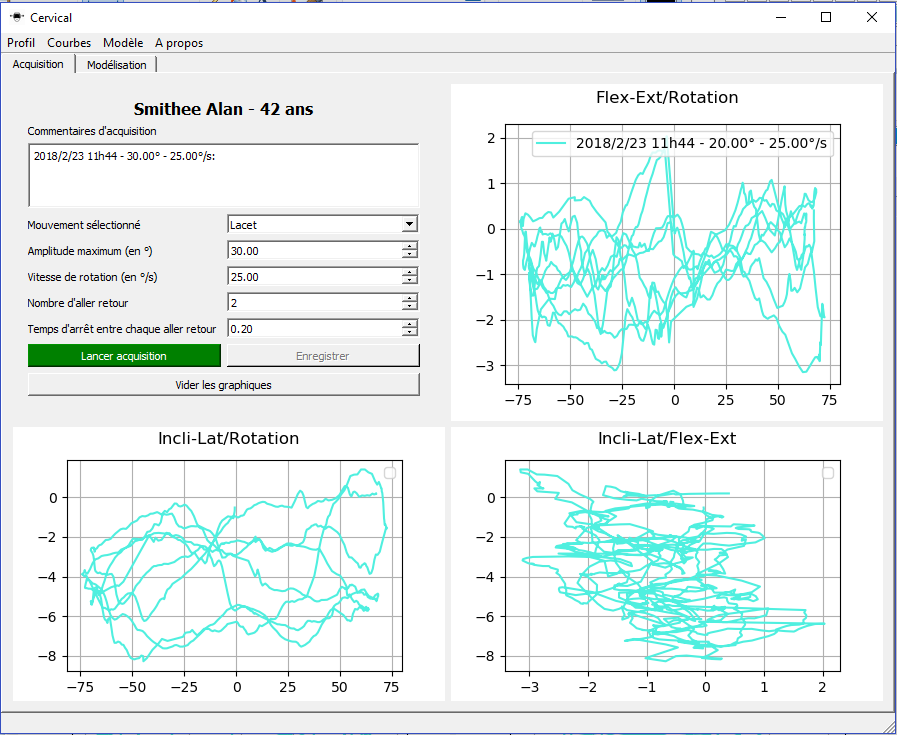 Cervical
Profil Courbes Modèle A propos
Acquisition Modélisation
Smithee Alan - 42 ans
Commentaires d'acquisition
2018/2/23 11h44 - 30.00° - 25.00°/s:
Mouvement sélectionné Lacet
Amplitude maximum (en °) 30.00
Vitesse de rotation (en °/s) 25.00
Nombre d'aller retour 2
Temps d'arrêt entre chaque aller retour 0.20
Lancer acquisition Enregistrer
Vider les graphiques
Flex-Ext/Rotation
2018/2/23 11h44 - 20.00° - 25.00°/s
2
1
0
−1
−2
−3
−75 −50 −25 0 25 50 75
Incli-Lat/Rotation
0
−2
−4
−6
−8
−75 −50 −25 0 25 50 75
Incli-Lat/Flex-Ext
0
−2
−4
−6
−8
−3 −2 −1 0 1 2